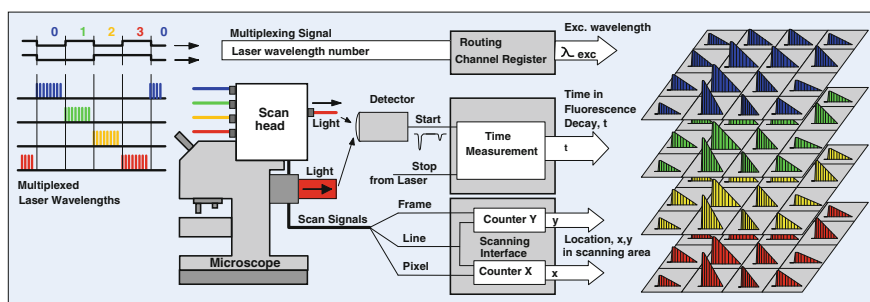 0 1 2 3 0
Multiplexed
Laser Wavelengths
Multiplexing Signal
Laser wavelength number
Routing
Channel Register
Exc. wavelength
λ exc
Scan
head
Light
Light
Detector
Start
Stop
from Laser
Time
Measurement
t
Time in
Fluorescence
Decay, t
Microscope
Scan Signals
Frame
Line
Pixel
Counter Y
Scanning
Interface
Counter X
y
x
Location, x,y
in scanning area